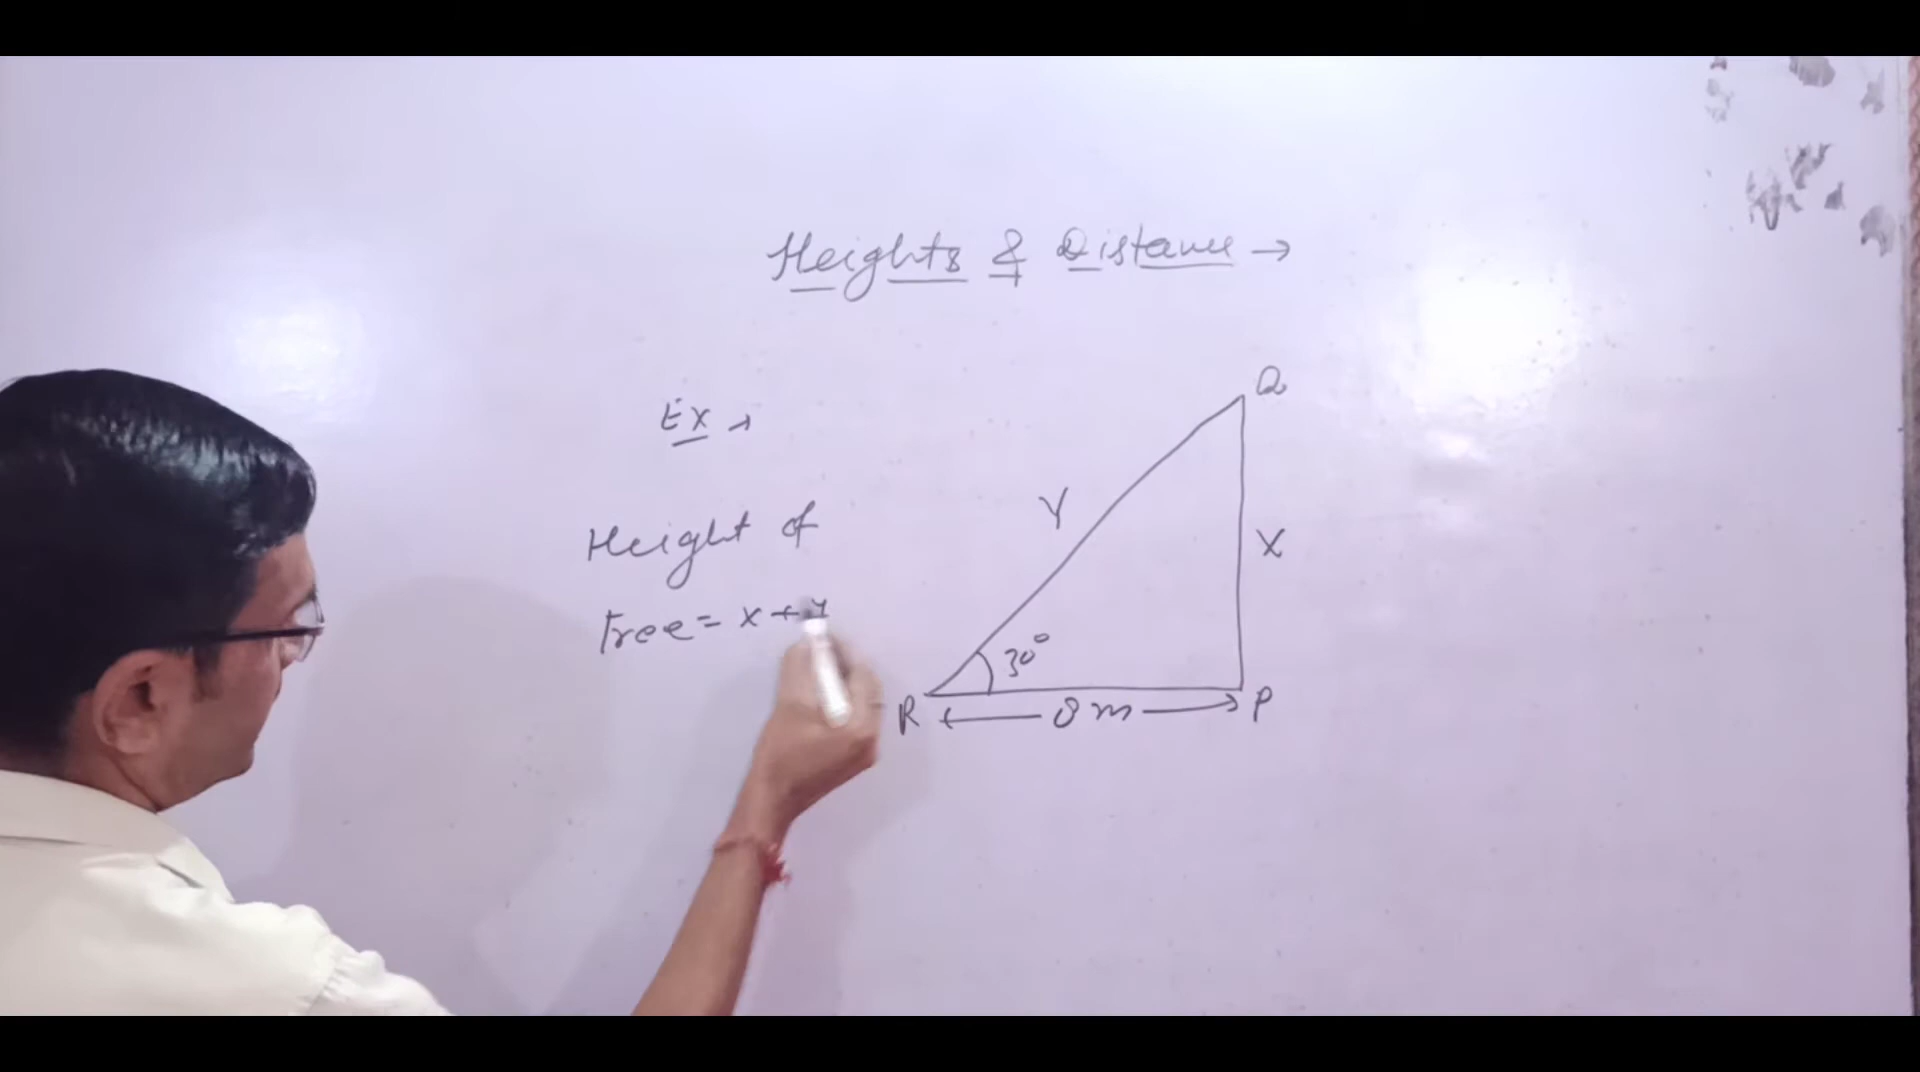 Heights & Distance →
Ex →
Height of
Tree = x + y
Q
Y
X
30°
R
8 m
P